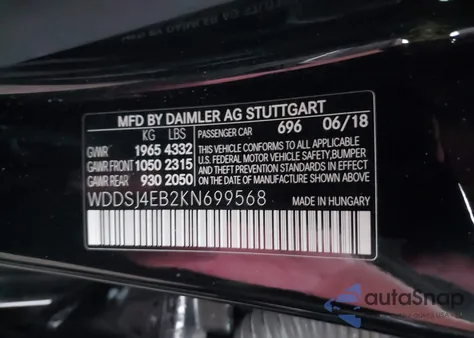 MFD BY DAIMLER AG STUTTGART
KG LBS
GVWR 1965 4332
GAWR FRONT 1050 2315
GAWR REAR 930 2050
PASSENGER CAR 696 06/18
THIS VEHICLE CONFORMS TO ALL APPLICABLE
U.S. FEDERAL MOTOR VEHICLE SAFETY, BUMPER
AND THEFT PREVENTION STANDARDS IN EFFECT
ON THE DATE OF MANUFACTURE SHOWN ABOVE.
WDDSJ4EB2KN699568
MADE IN HUNGARY
autaSnap